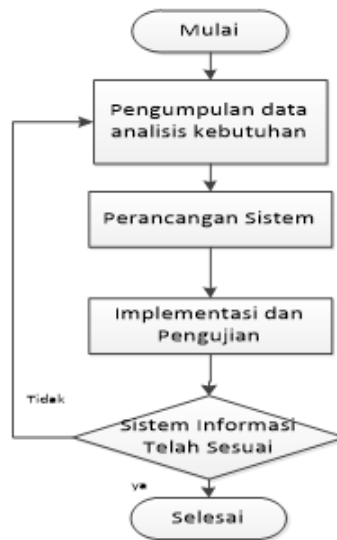 Mulai
Pengumpulan data
analisis kebutuhan
Perancangan Sistem
Implementasi dan
Pengujian
Tidak
Sistem Informasi
Telah Sesuai
ya
Selesai